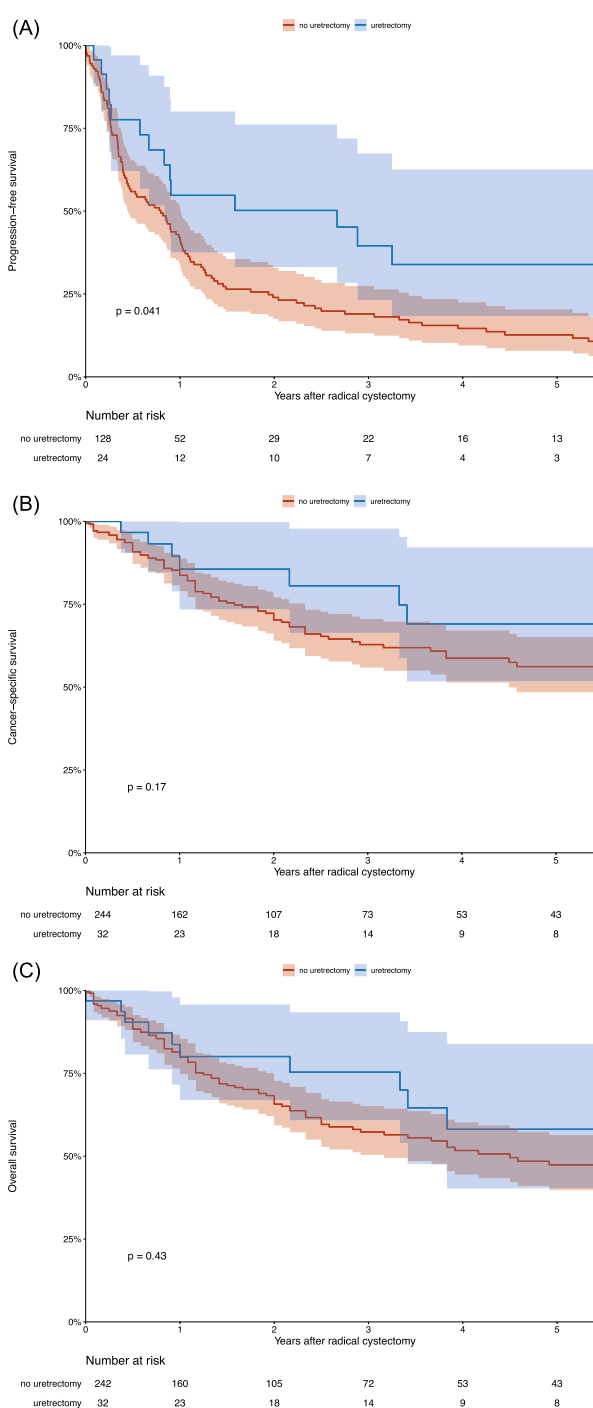 (A)
no uretrectomy uretrectomy
100%
75%
50%
25%
0%
Progression−free survival
p = 0.041
0 1 2 3 4 5
Years after radical cystectomy
Number at risk
no uretrectomy 128 52 29 22 16 13
uretrectomy 24 12 10 7 4 3
(B)
no uretrectomy uretrectomy
100%
75%
50%
25%
0%
Cancer−specific survival
p = 0.17
0 1 2 3 4 5
Years after radical cystectomy
Number at risk
no uretrectomy 244 162 107 73 53 43
uretrectomy 32 23 18 14 9 8
(C)
no uretrectomy uretrectomy
100%
75%
50%
25%
0%
Overall survival
p = 0.43
0 1 2 3 4 5
Years after radical cystectomy
Number at risk
no uretrectomy 242 160 105 72 53 43
uretrectomy 32 23 18 14 9 8